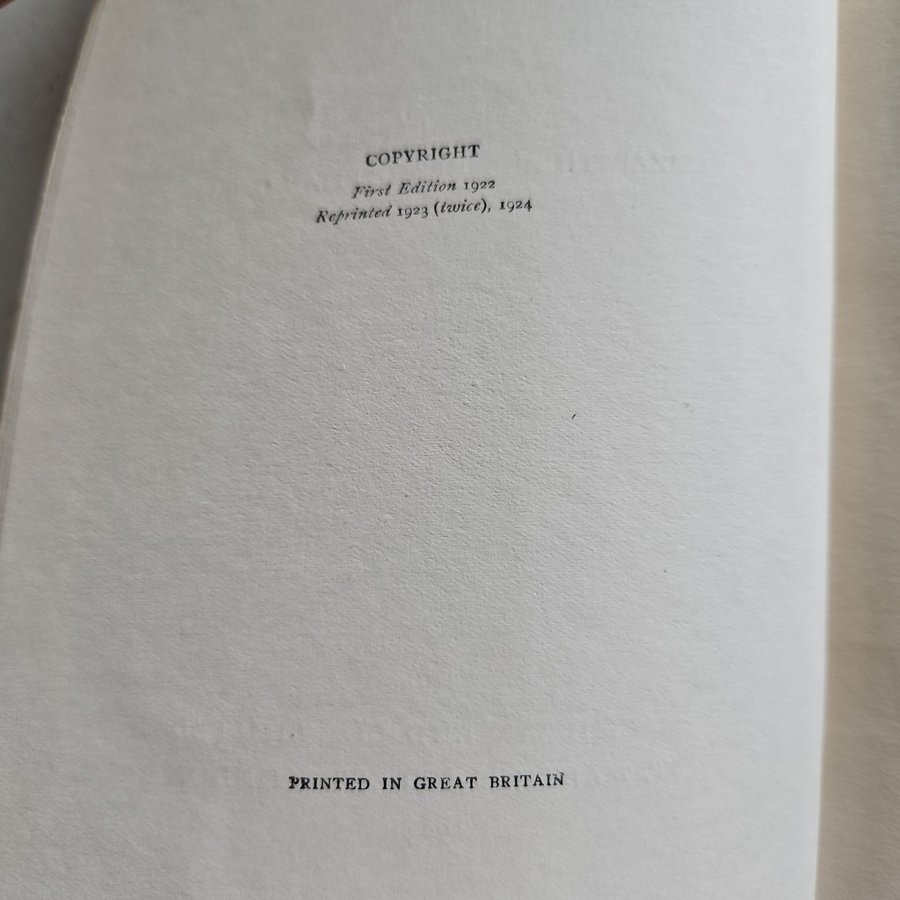 COPYRIGHT
First Edition 1922
Reprinted 1923 (twice), 1924
PRINTED IN GREAT BRITAIN